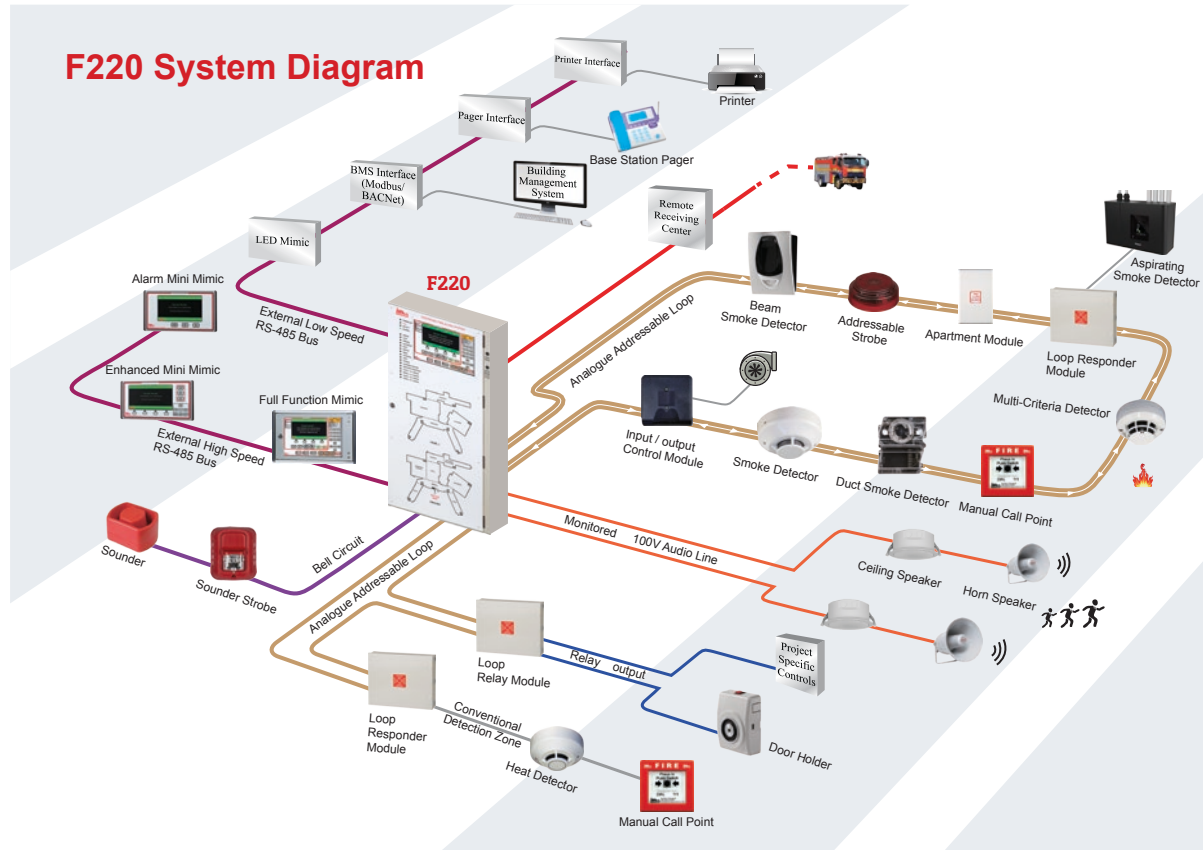 F220 System Diagram
Printer Interface
Printer
Pager Interface
Base Station Pager
BMS Interface
(Modbus/
BACNet)
Building
Management
System
LED Mimic
Remote
Receiving
Center
Alarm Mini Mimic
F220
External Low Speed
RS-485 Bus
Enhanced Mini Mimic
Full Function Mimic
External High Speed
RS-485 Bus
Analogue Addressable Loop
Beam
Smoke Detector
Addressable
Strobe
Apartment Module
Loop Responder
Module
Aspirating
Smoke Detector
Multi-Criteria Detector
Input / output
Control Module
Smoke Detector
Duct Smoke Detector
FIRE
Manual Call Point
Sounder
Sounder Strobe
Bell Circuit
Monitored 100V Audio Line
Ceiling Speaker
Horn Speaker
Analogue Addressable Loop
Loop
Relay Module
Relay output
Project
Specific
Controls
Door Holder
Loop
Responder
Module
Conventional
Detection Zone
Heat Detector
FIRE
Manual Call Point